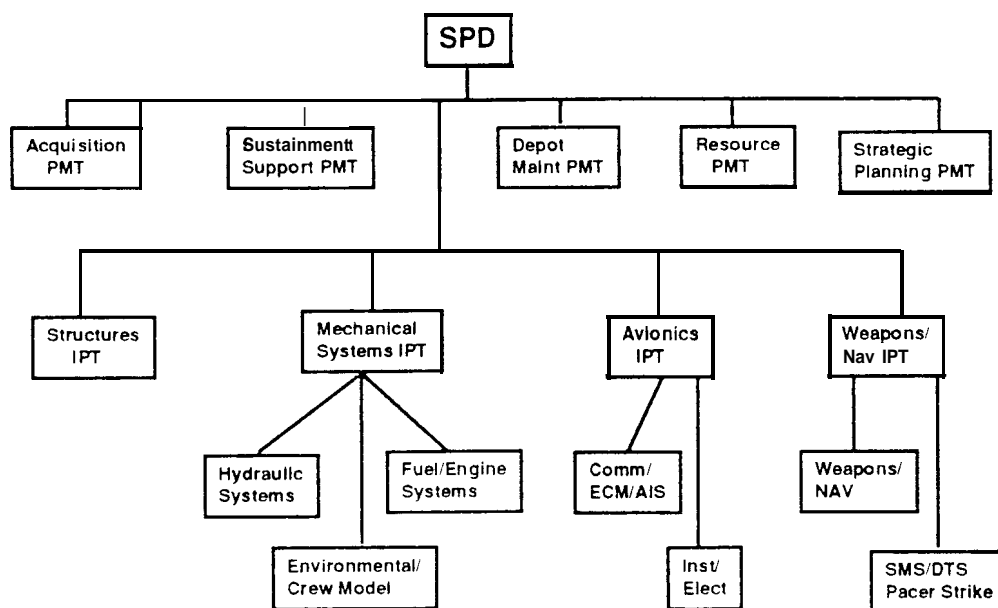 SPD
Acquisition
PMT
Sustainmentt
Support PMT
Depot
Maint PMT
Resource
PMT
Strategic
Planning PMT
Structures
IPT
Mechanical
Systems IPT
Avionics
IPT
Weapons/
Nav IPT
Hydraulic
Systems
Fuel/Engine
Systems
Comm/
ECM/AIS
Weapons/
NAV
Environmental/
Crew Model
Inst/
Elect
SMS/DTS
Pacer Strike